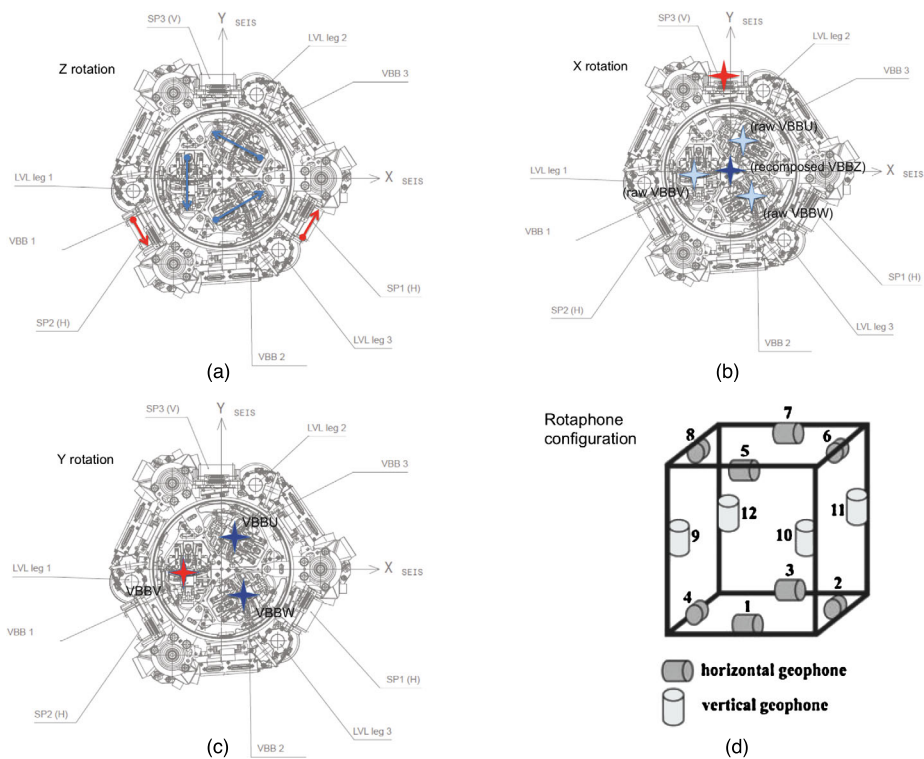 Z rotation
Y SEIS
SP3 (V)
LVL leg 2
VBB 3
LVL leg 1
X SEIS
VBB 1
SP1 (H)
SP2 (H)
LVL leg 3
VBB 2
(a)
X rotation
Y SEIS
SP3 (V)
LVL leg 2
VBB 3
(raw VBBU)
(recomposed VBBZ)
LVL leg 1
X SEIS
(raw VBBV)
(raw VBBW)
VBB 1
SP1 (H)
SP2 (H)
LVL leg 3
VBB 2
(b)
Y rotation
Y SEIS
SP3 (V)
LVL leg 2
VBB 3
VBBU
LVL leg 1
X SEIS
VBBV
VBBW
VBB 1
SP1 (H)
SP2 (H)
LVL leg 3
VBB 2
(c)
Rotaphone
configuration
7
8
6
5
12
11
9
10
3
2
4
1
horizontal geophone
vertical geophone
(d)